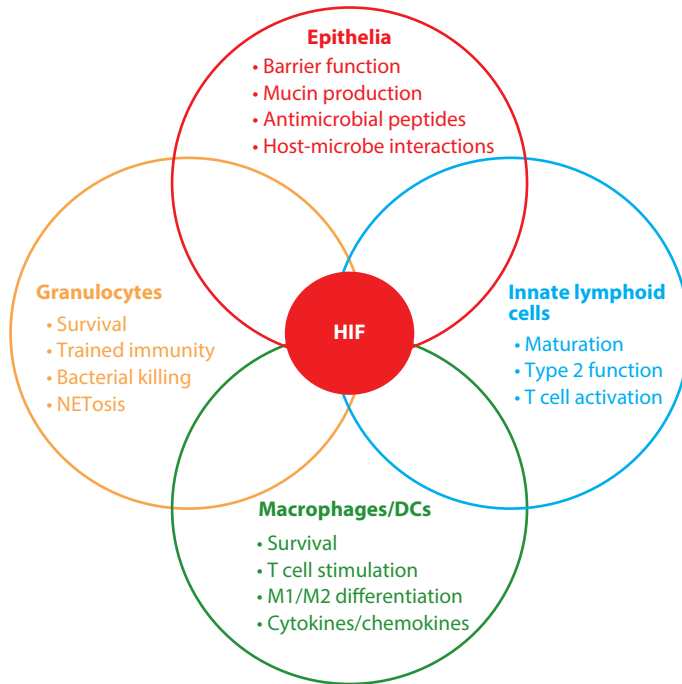 Epithelia
• Barrier function
• Mucin production
• Antimicrobial peptides
• Host-microbe interactions
Granulocytes
• Survival
• Trained immunity
• Bacterial killing
• NETosis
HIF
Innate lymphoid
cells
• Maturation
• Type 2 function
• T cell activation
Macrophages/DCs
• Survival
• T cell stimulation
• M1/M2 differentiation
• Cytokines/chemokines